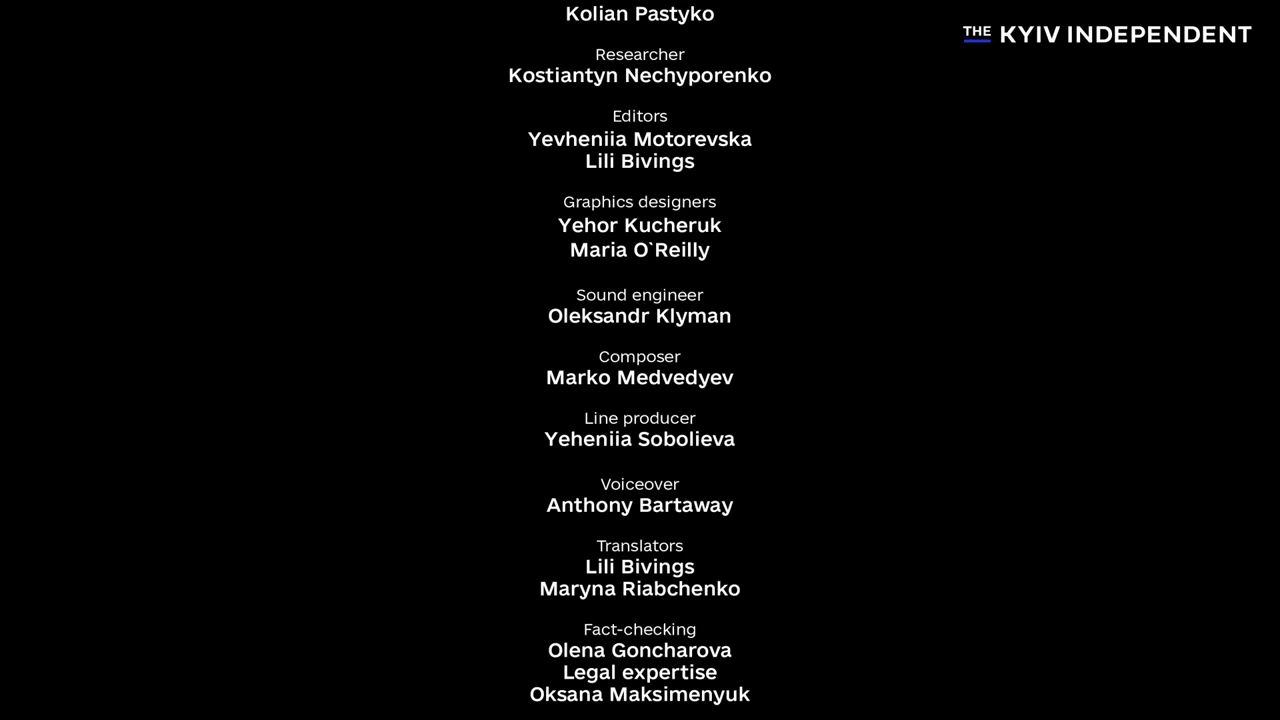 Kolian Pastyko
THE KYIV INDEPENDENT
Researcher
Kostiantyn Nechyporenko
Editors
Yevheniia Motorevska
Lili Bivings
Graphics designers
Yehor Kucheruk
Maria O`Reilly
Sound engineer
Oleksandr Klyman
Composer
Marko Medvedyev
Line producer
Yeheniia Sobolieva
Voiceover
Anthony Bartaway
Translators
Lili Bivings
Maryna Riabchenko
Fact-checking
Olena Goncharova
Legal expertise
Oksana Maksimenyuk